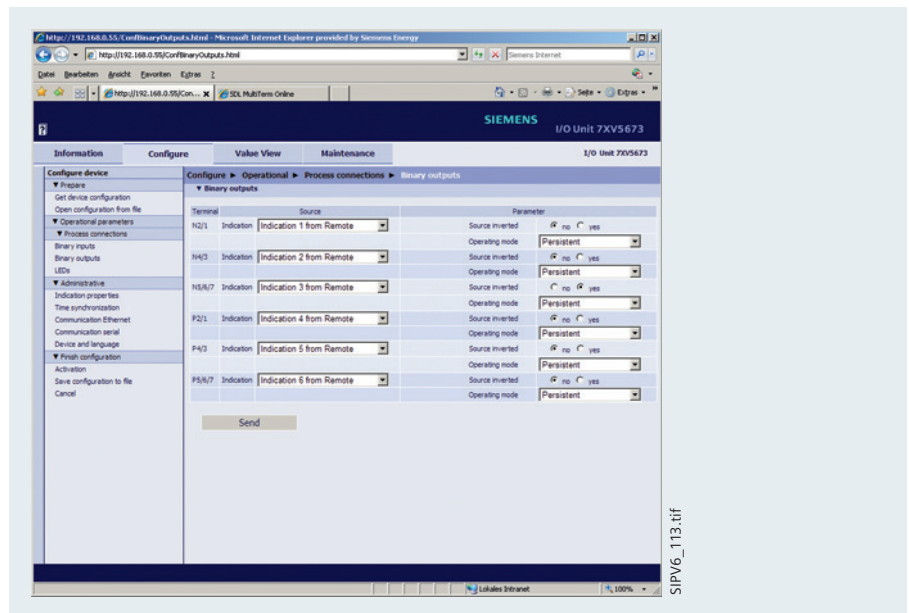 http://192.168.0.55/ConfBinaryOutputs.html - Microsoft Internet Explorer provided by Siemens Energy
http://192.168.0.55/ConfBinaryOutputs.html
Siemens Internet
Datei Bearbeiten Ansicht Favoriten Extras ?
http://192.168.0.55/Con... X
SDL MultiTerm Online
Seite
Extras
SIEMENS
I/O Unit 7XV5673
Information
Configure
Value View
Maintenance
I/O Unit 7XV5673
Configure device
▼ Prepare
Get device configuration
Open configuration from file
▼ Operational parameters
▼ Process connections
Binary inputs
Binary outputs
LEDs
▼ Administrative
Indication properties
Time synchronization
Communication Ethernet
Communication serial
Device and language
▼ Finish configuration
Activation
Save configuration to file
Cancel
Configure ► Operational ► Process connections ► Binary outputs
▼ Binary outputs
Terminal Source Parameter
N2/1 Indication Indication 1 from Remote Source inverted no yes
Operating mode Persistent
N4/3 Indication Indication 2 from Remote Source inverted no yes
Operating mode Persistent
N5/6/7 Indication Indication 3 from Remote Source inverted no yes
Operating mode Persistent
P2/1 Indication Indication 4 from Remote Source inverted no yes
Operating mode Persistent
P4/3 Indication Indication 5 from Remote Source inverted no yes
Operating mode Persistent
P5/6/7 Indication Indication 6 from Remote Source inverted no yes
Operating mode Persistent
Send
Lokales Intranet
100%
SIPV6_113.tif